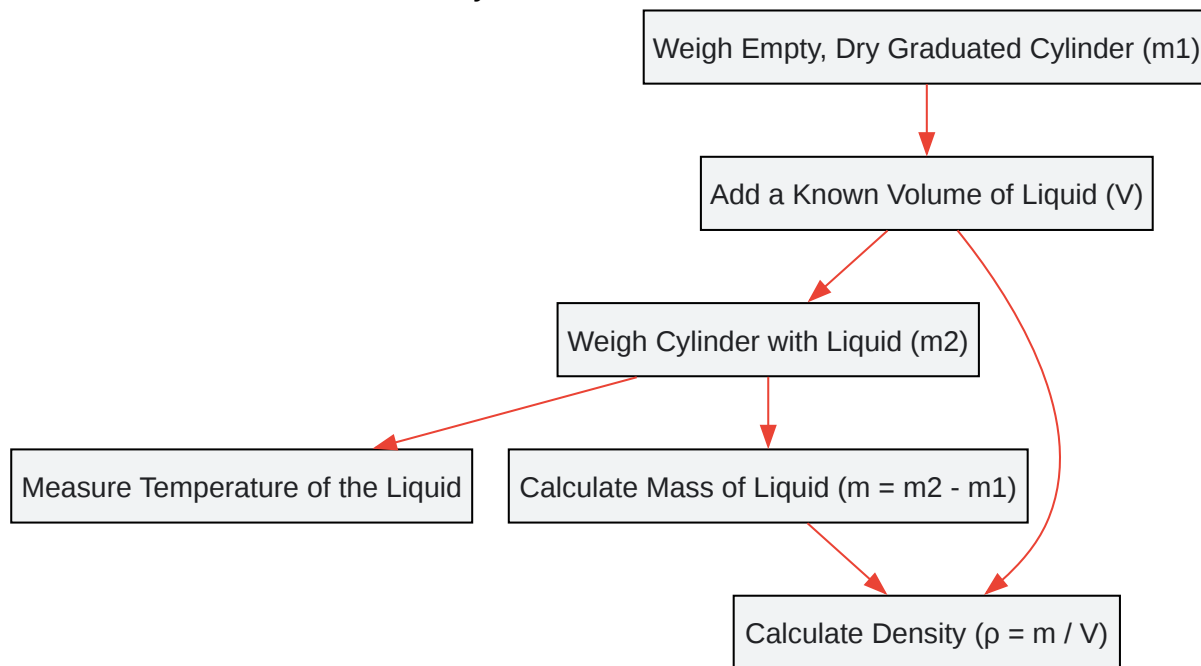 Weigh Empty, Dry Graduated Cylinder (m1)
Add a Known Volume of Liquid (V)
Weigh Cylinder with Liquid (m2)
Measure Temperature of the Liquid
Calculate Mass of Liquid (m = m2 - m1)
Calculate Density (ρ = m / V)